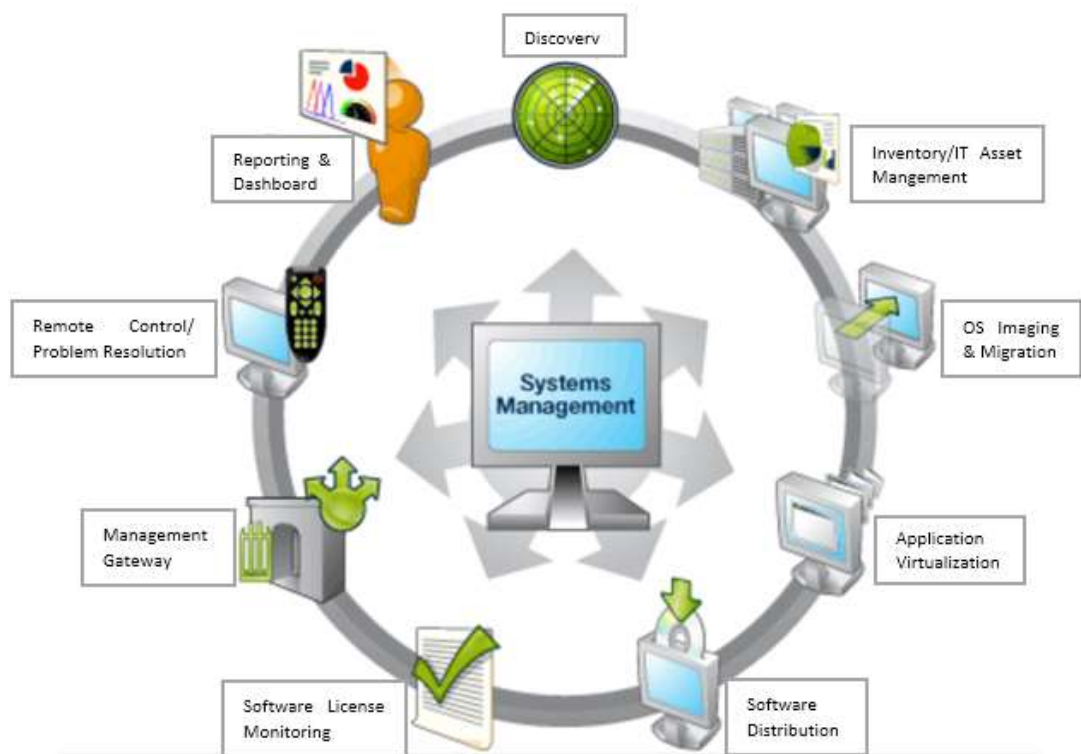 Discoverv
Inventory/IT Asset
Mangement
OS Imaging
& Migration
Application
Virtualization
Software
Distribution
Software License
Monitoring
Management
Gateway
Remote Control/
Problem Resolution
Reporting &
Dashboard
Systems
Management